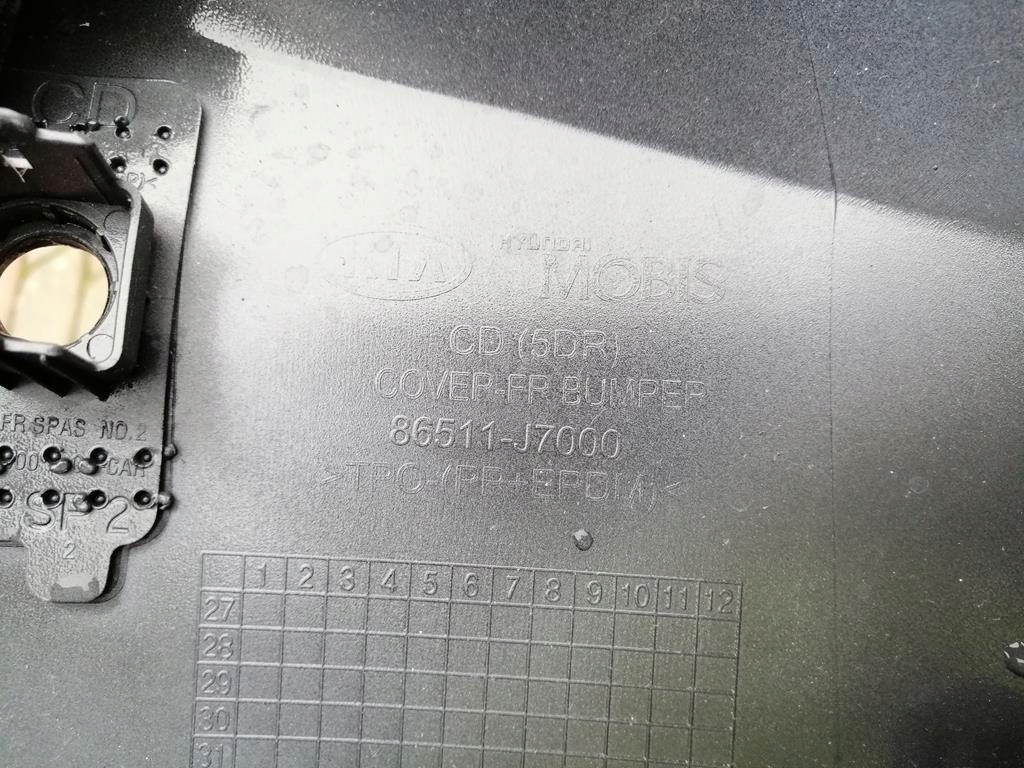 CD
KIA
HYUNDAI
MOBIS
CD (5DR)
COVER-FR BUMPER
86511-J7000
>TPO-(PP+EPDM)<
FR SPAS NO.2
CAR
SP 2
2
1 2 3 4 5 6 7 8 9 10 11 12
27
28
29
30
31